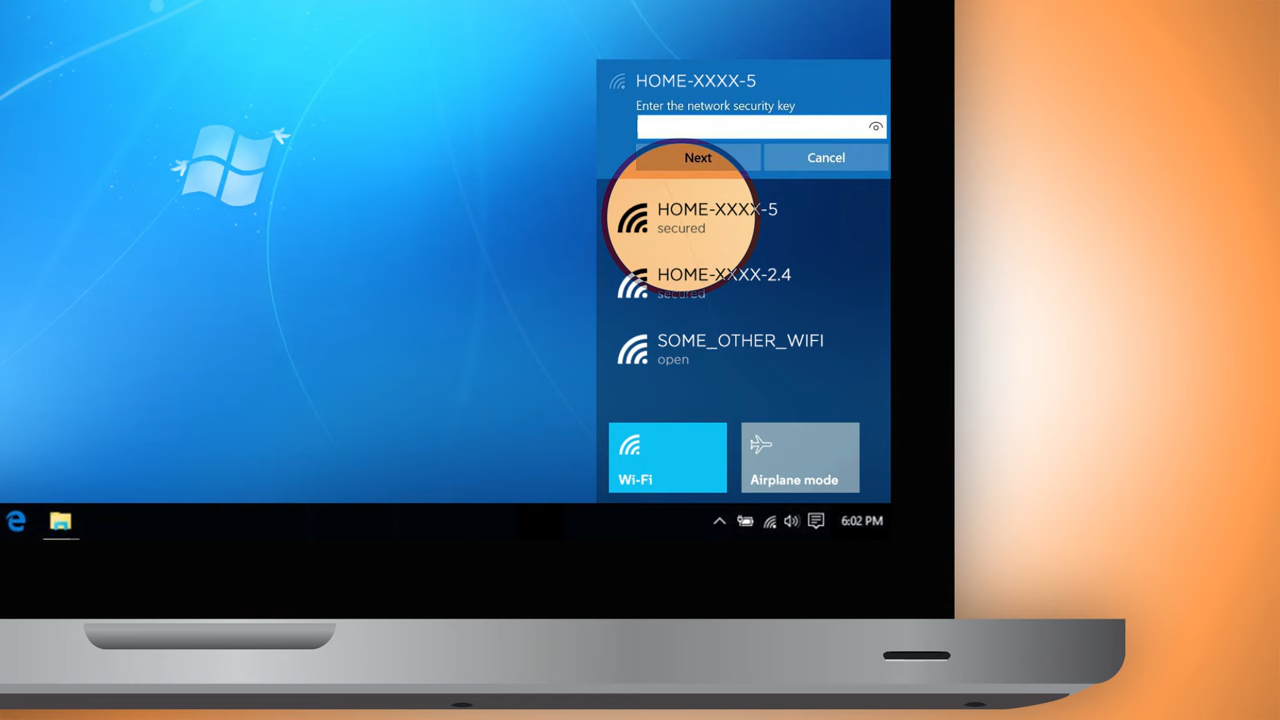 HOME-XXXX-5
Enter the network security key
Next Cancel
HOME-XXXX-5
secured
HOME-XXXX-2.4
secured
SOME_OTHER_WIFI
open
Wi-Fi Airplane mode
6:02 PM